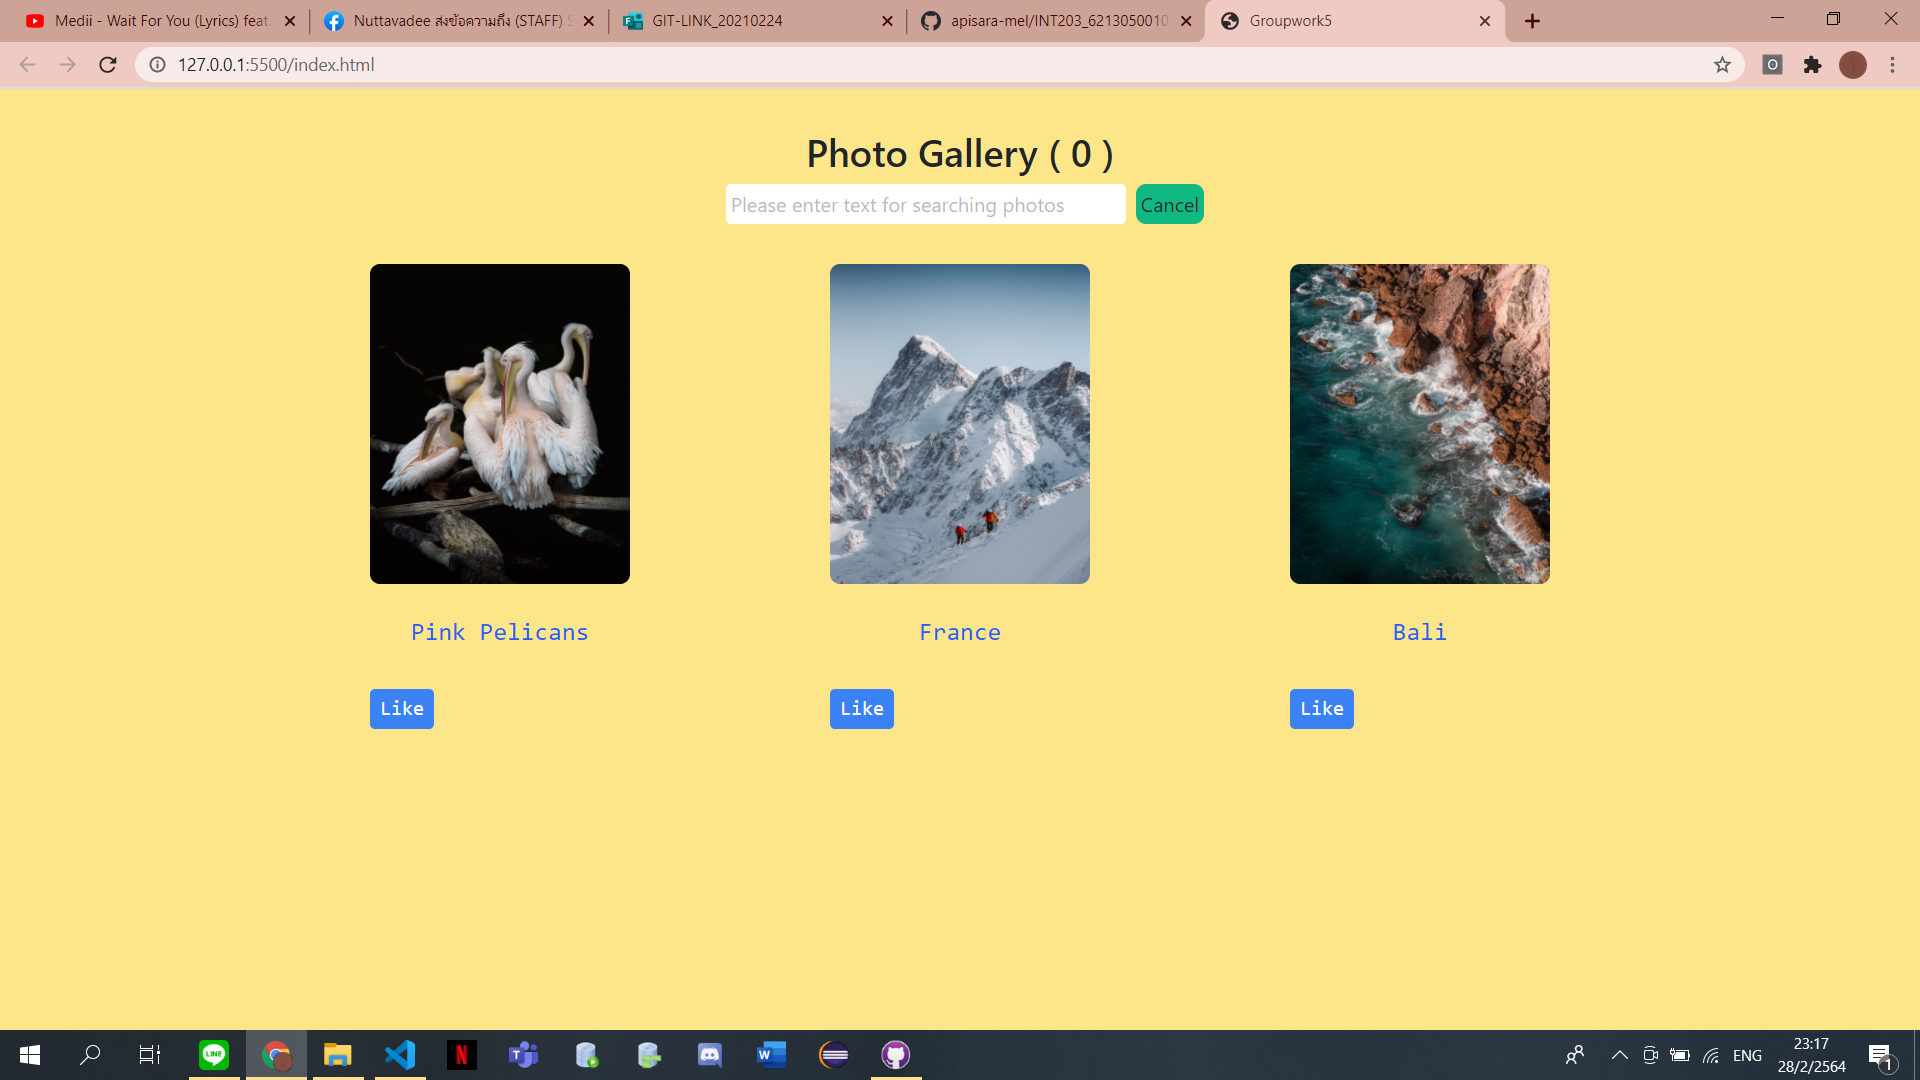 Medii - Wait For You (Lyrics) feat.
Nuttavadee ส่งข้อความถึง (STAFF) S
GIT-LINK_20210224
apisara-mel/INT203_6213050010
Groupwork5
127.0.0.1:5500/index.html
Photo Gallery ( 0 )
Please enter text for searching photos
Cancel
Pink Pelicans
France
Bali
Like
Like
Like
ENG
23:17
28/2/2564
1